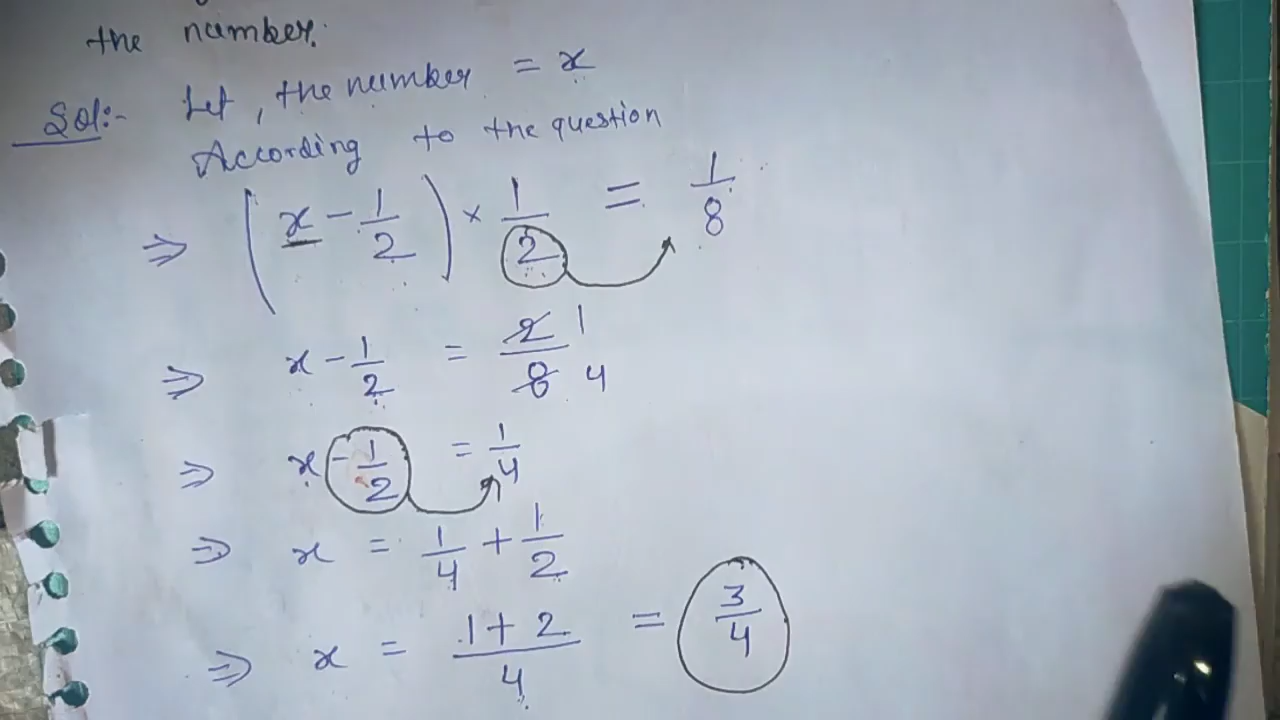 the number.
Sol:- Let, the number = x
According to the question
⇒ (x - 1/2) × 1/2 = 1/8
⇒ x - 1/2 = 2/8 1 4
⇒ x - 1/2 = 1/4
⇒ x = 1/4 + 1/2
⇒ x = 1+2/4 = 3/4